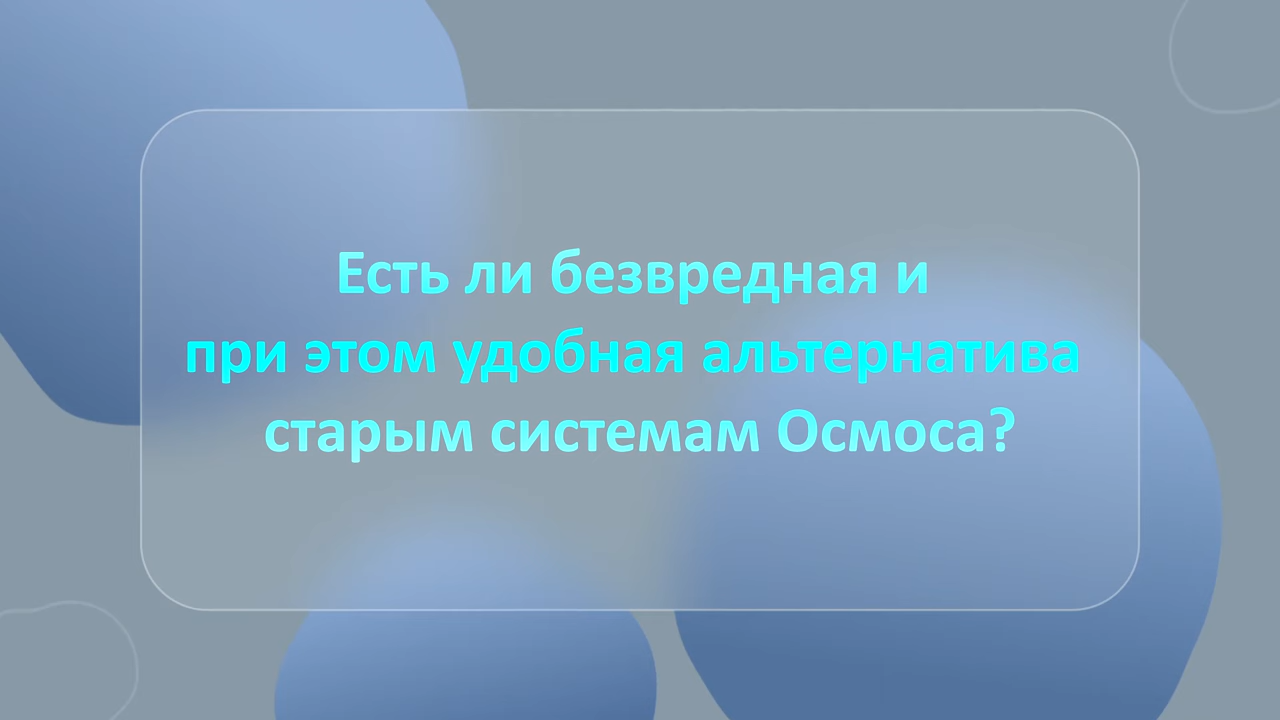 Есть ли безвредная и
при этом удобная альтернатива
старым системам Осмоса?